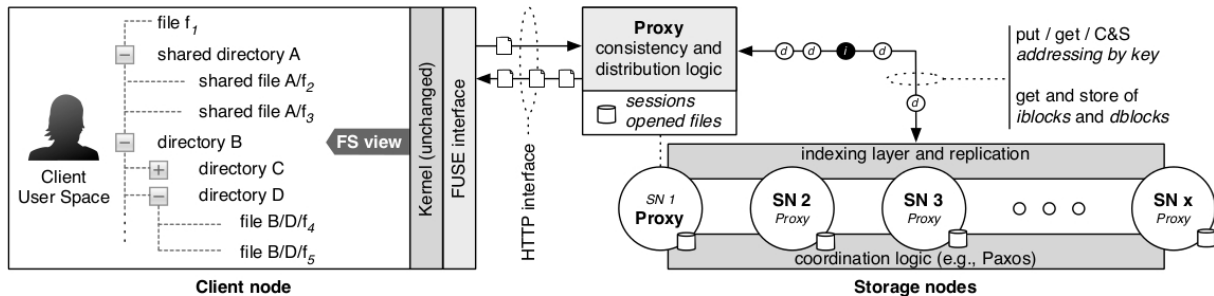 file f1
shared directory A
shared file A/f2
shared file A/f3
directory B
directory C
directory D
file B/D/f4
file B/D/f5
Client
User Space
FS view
Kernel (unchanged)
FUSE interface
Client node
HTTP interface
Proxy
consistency and
distribution logic
sessions
opened files
d d i d
d
put / get / C&S
addressing by key
get and store of
iblocks and dblocks
indexing layer and replication
SN 1
Proxy
SN 2
Proxy
SN 3
Proxy
SN x
Proxy
coordination logic (e.g., Paxos)
Storage nodes